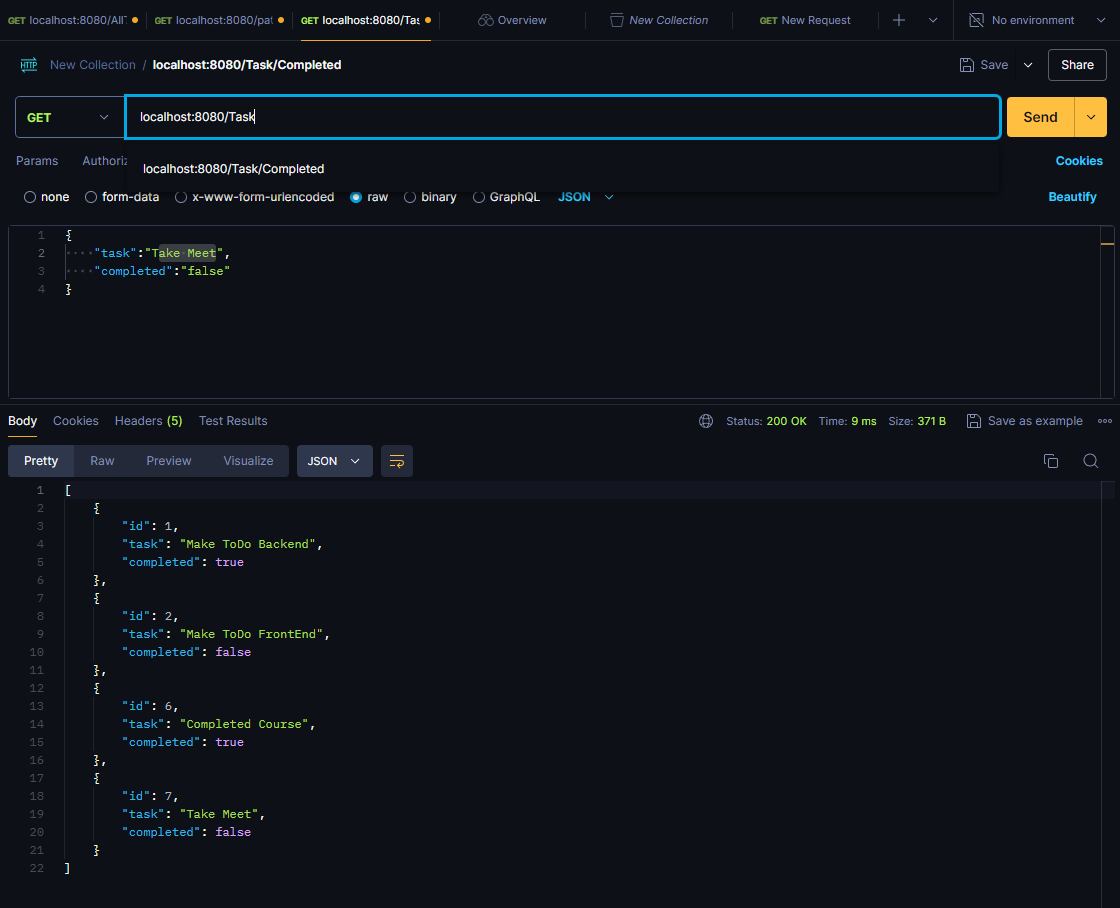 GET localhost:8080/AllT GET localhost:8080/pat GET localhost:8080/Tas Overview New Collection GET New Request No environment
HTTP New Collection / localhost:8080/Task/Completed Save Share
GET localhost:8080/Task Send
Params Authoriz Cookies
localhost:8080/Task/Completed
none form-data x-www-form-urlencoded raw binary GraphQL JSON Beautify
1 {
2 ····"task":"Take·Meet",
3 ····"completed":"false"
4 }
Body Cookies Headers (5) Test Results Status: 200 OK Time: 9 ms Size: 371 B Save as example
Pretty Raw Preview Visualize JSON
1 [
2 {
3 "id": 1,
4 "task": "Make ToDo Backend",
5 "completed": true
6 },
7 {
8 "id": 2,
9 "task": "Make ToDo FrontEnd",
10 "completed": false
11 },
12 {
13 "id": 6,
14 "task": "Completed Course",
15 "completed": true
16 },
17 {
18 "id": 7,
19 "task": "Take Meet",
20 "completed": false
21 }
22 ]